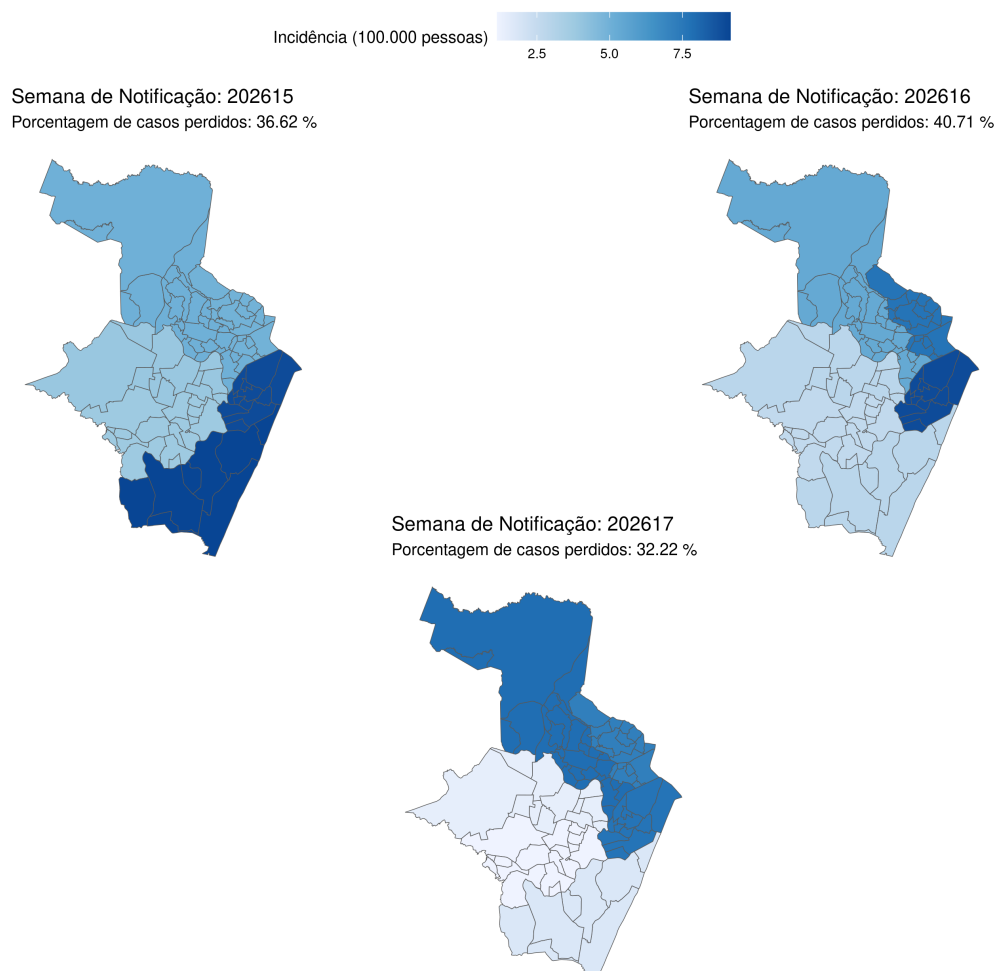 Incidência (100.000 pessoas)
2.5 5.0 7.5
Semana de Notificação: 202615
Porcentagem de casos perdidos: 36.62 %
Semana de Notificação: 202616
Porcentagem de casos perdidos: 40.71 %
Semana de Notificação: 202617
Porcentagem de casos perdidos: 32.22 %